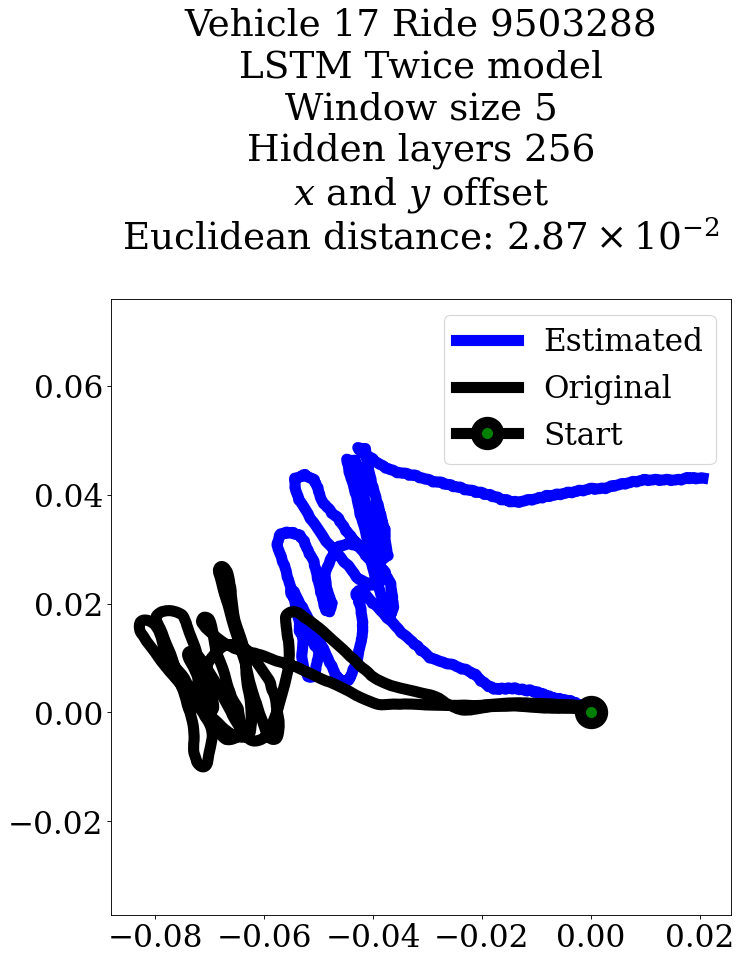 Vehicle 17 Ride 9503288
LSTM Twice model
Window size 5
Hidden layers 256
x and y offset
Euclidean distance: 2.87 × 10⁻²
Estimated
Original
Start
0.06
0.04
0.02
0.00
−0.02
−0.08 −0.06 −0.04 −0.02 0.00 0.02